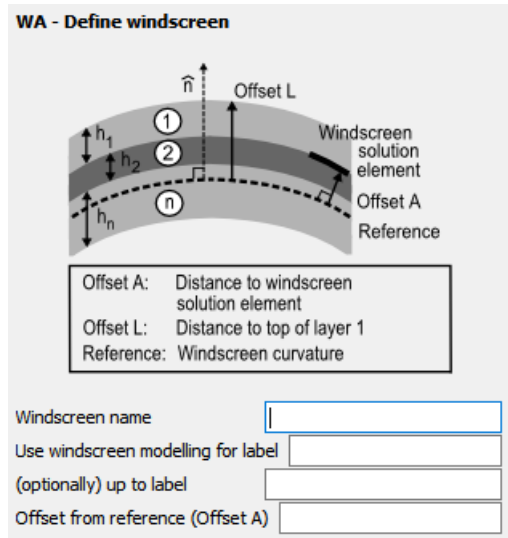 WA - Define windscreen
n̂
Offset L
1
h1
Windscreen
solution
element
2
h2
Offset A
n
hn
Reference
Offset A: Distance to windscreen
solution element
Offset L: Distance to top of layer 1
Reference: Windscreen curvature
Windscreen name
Use windscreen modelling for label
(optionally) up to label
Offset from reference (Offset A)